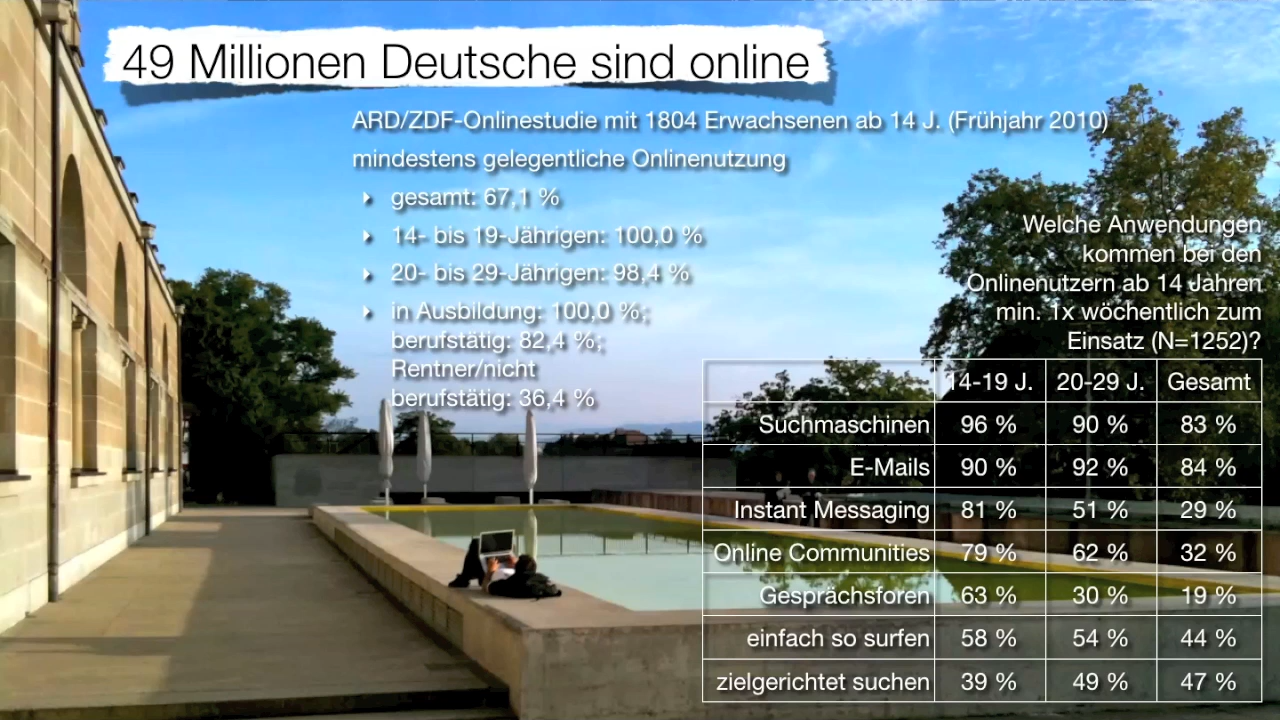 49 Millionen Deutsche sind online
ARD/ZDF-Onlinestudie mit 1804 Erwachsenen ab 14 J. (Frühjahr 2010)
mindestens gelegentliche Onlinenutzung
gesamt: 67,1 %
14- bis 19-Jährigen: 100,0 %
20- bis 29-Jährigen: 98,4 %
in Ausbildung: 100,0 %;
berufstätig: 82,4 %;
Rentner/nicht
berufstätig: 36,4 %
Welche Anwendungen
kommen bei den
Onlinenutzern ab 14 Jahren
min. 1x wöchentlich zum
Einsatz (N=1252)?
14-19 J. 20-29 J. Gesamt
Suchmaschinen 96 % 90 % 83 %
E-Mails 90 % 92 % 84 %
Instant Messaging 81 % 51 % 29 %
Online Communities 79 % 62 % 32 %
Gesprächsforen 63 % 30 % 19 %
einfach so surfen 58 % 54 % 44 %
zielgerichtet suchen 39 % 49 % 47 %